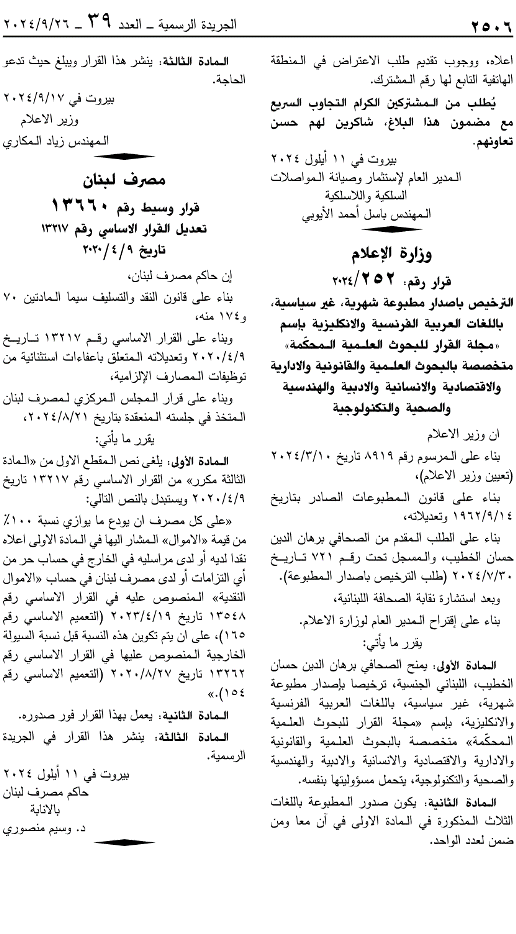 ٢٥٠٦
الجريدة الرسمية ـ العدد ٣٩ ـ ٢٠٢٤/٩/٢٦
اعلاه، ووجوب تقديم طلب الاعتراض في المنطقة
الهاتفية التابع لها رقم المشترك.
يُطلب من المشتركين الكرام التجاوب السريع
مع مضمون هذا البلاغ، شاكرين لهم حسن
تعاونهم.
بيروت في ١١ أيلول ٢٠٢٤
المدير العام لإستثمار وصيانة المواصلات
السلكية واللاسلكية
المهندس باسل أحمد الأيوبي
وزارة الإعلام
قرار رقم: ٢٠٢٤/٢٥٢
الترخيص باصدار مطبوعة شهرية، غير سياسية،
باللغات العربية الفرنسية والانكليزية بإسم
«مجلة القرار للبحوث العلمية المحكّمة»
متخصصة بالبحوث العلمية والقانونية والادارية
والاقتصادية والانسانية والادبية والهندسية
والصحية والتكنولوجية
ان وزير الاعلام
بناء على المرسوم رقم ٨٩١٩ تاريخ ٢٠٢٤/٣/١٠
(تعيين وزير الاعلام)،
بناء على قانون المطبوعات الصادر بتاريخ
١٩٦٢/٩/١٤ وتعديلاته،
بناء على الطلب المقدم من الصحافي برهان الدين
حسان الخطيب، والمسجل تحت رقم ٧٢١ تاريخ
٢٠٢٤/٧/٣٠ (طلب الترخيص باصدار المطبوعة).
وبعد استشارة نقابة الصحافة اللبنانية،
بناء على إقتراح المدير العام لوزارة الاعلام.
يقرر ما يأتي:
المادة الأولى: يمنح الصحافي برهان الدين حسان
الخطيب، اللبناني الجنسية، ترخيصا بإصدار مطبوعة
شهرية، غير سياسية، باللغات العربية الفرنسية
والانكليزية، بإسم «مجلة القرار للبحوث العلمية
المحكّمة» متخصصة بالبحوث العلمية والقانونية
والادارية والاقتصادية والانسانية والادبية والهندسية
والصحية والتكنولوجية، يتحمل مسؤوليتها بنفسه.
المادة الثانية: يكون صدور المطبوعة باللغات
الثلاث المذكورة في المادة الاولى في آن معا ومن
ضمن لعدد الواحد.
المادة الثالثة: ينشر هذا القرار ويبلغ حيث تدعو
الحاجة.
بيروت في ٢٠٢٤/٩/١٧
وزير الاعلام
المهندس زياد المكاري
مصرف لبنان
قرار وسيط رقم ١٣٦٦٠
تعديل القرار الاساسي رقم ١٣٢١٧
تاريخ ٢٠٢٠/٤/٩
إن حاكم مصرف لبنان،
بناء على قانون النقد والتسليف سيما المادتين ٧٠
و١٧٤ منه،
وبناء على القرار الاساسي رقم ١٣٢١٧ تاريخ
٢٠٢٠/٤/٩ وتعديلاته المتعلق بإعفاءات استثنائية من
توظيفات المصارف الإلزامية،
وبناء على قرار المجلس المركزي لمصرف لبنان
المتخذ في جلسته المنعقدة بتاريخ ٢٠٢٤/٨/٢١،
يقرر ما يأتي:
المادة الأولى: يلغى نص المقطع الاول من «المادة
الثالثة مكرر» من القرار الاساسي رقم ١٣٢١٧ تاريخ
٢٠٢٠/٤/٩ ويستبدل بالنص التالي:
«على كل مصرف ان يودع ما يوازي نسبة ١٠٠٪
من قيمة «الاموال» المشار اليها في المادة الاولى اعلاه
نقدا لديه أو لدى مراسليه في الخارج في حساب حر من
أي التزامات أو لدى مصرف لبنان في حساب «الاموال
النقدية» المنصوص عليه في القرار الاساسي رقم
١٣٥٤٨ تاريخ ٢٠٢٣/٤/١٩ (التعميم الاساسي رقم
١٦٥)، على ان يتم تكوين هذه النسبة قبل نسبة السيولة
الخارجية المنصوص عليها في القرار الاساسي رقم
١٣٢٦٢ تاريخ ٢٠٢٠/٨/٢٧ (التعميم الاساسي رقم
١٥٤).»
المادة الثانية: يعمل بهذا القرار فور صدوره.
المادة الثالثة: ينشر هذا القرار في الجريدة
الرسمية.
بيروت في ١١ أيلول ٢٠٢٤
حاكم مصرف لبنان
بالانابة
د. وسيم منصوري